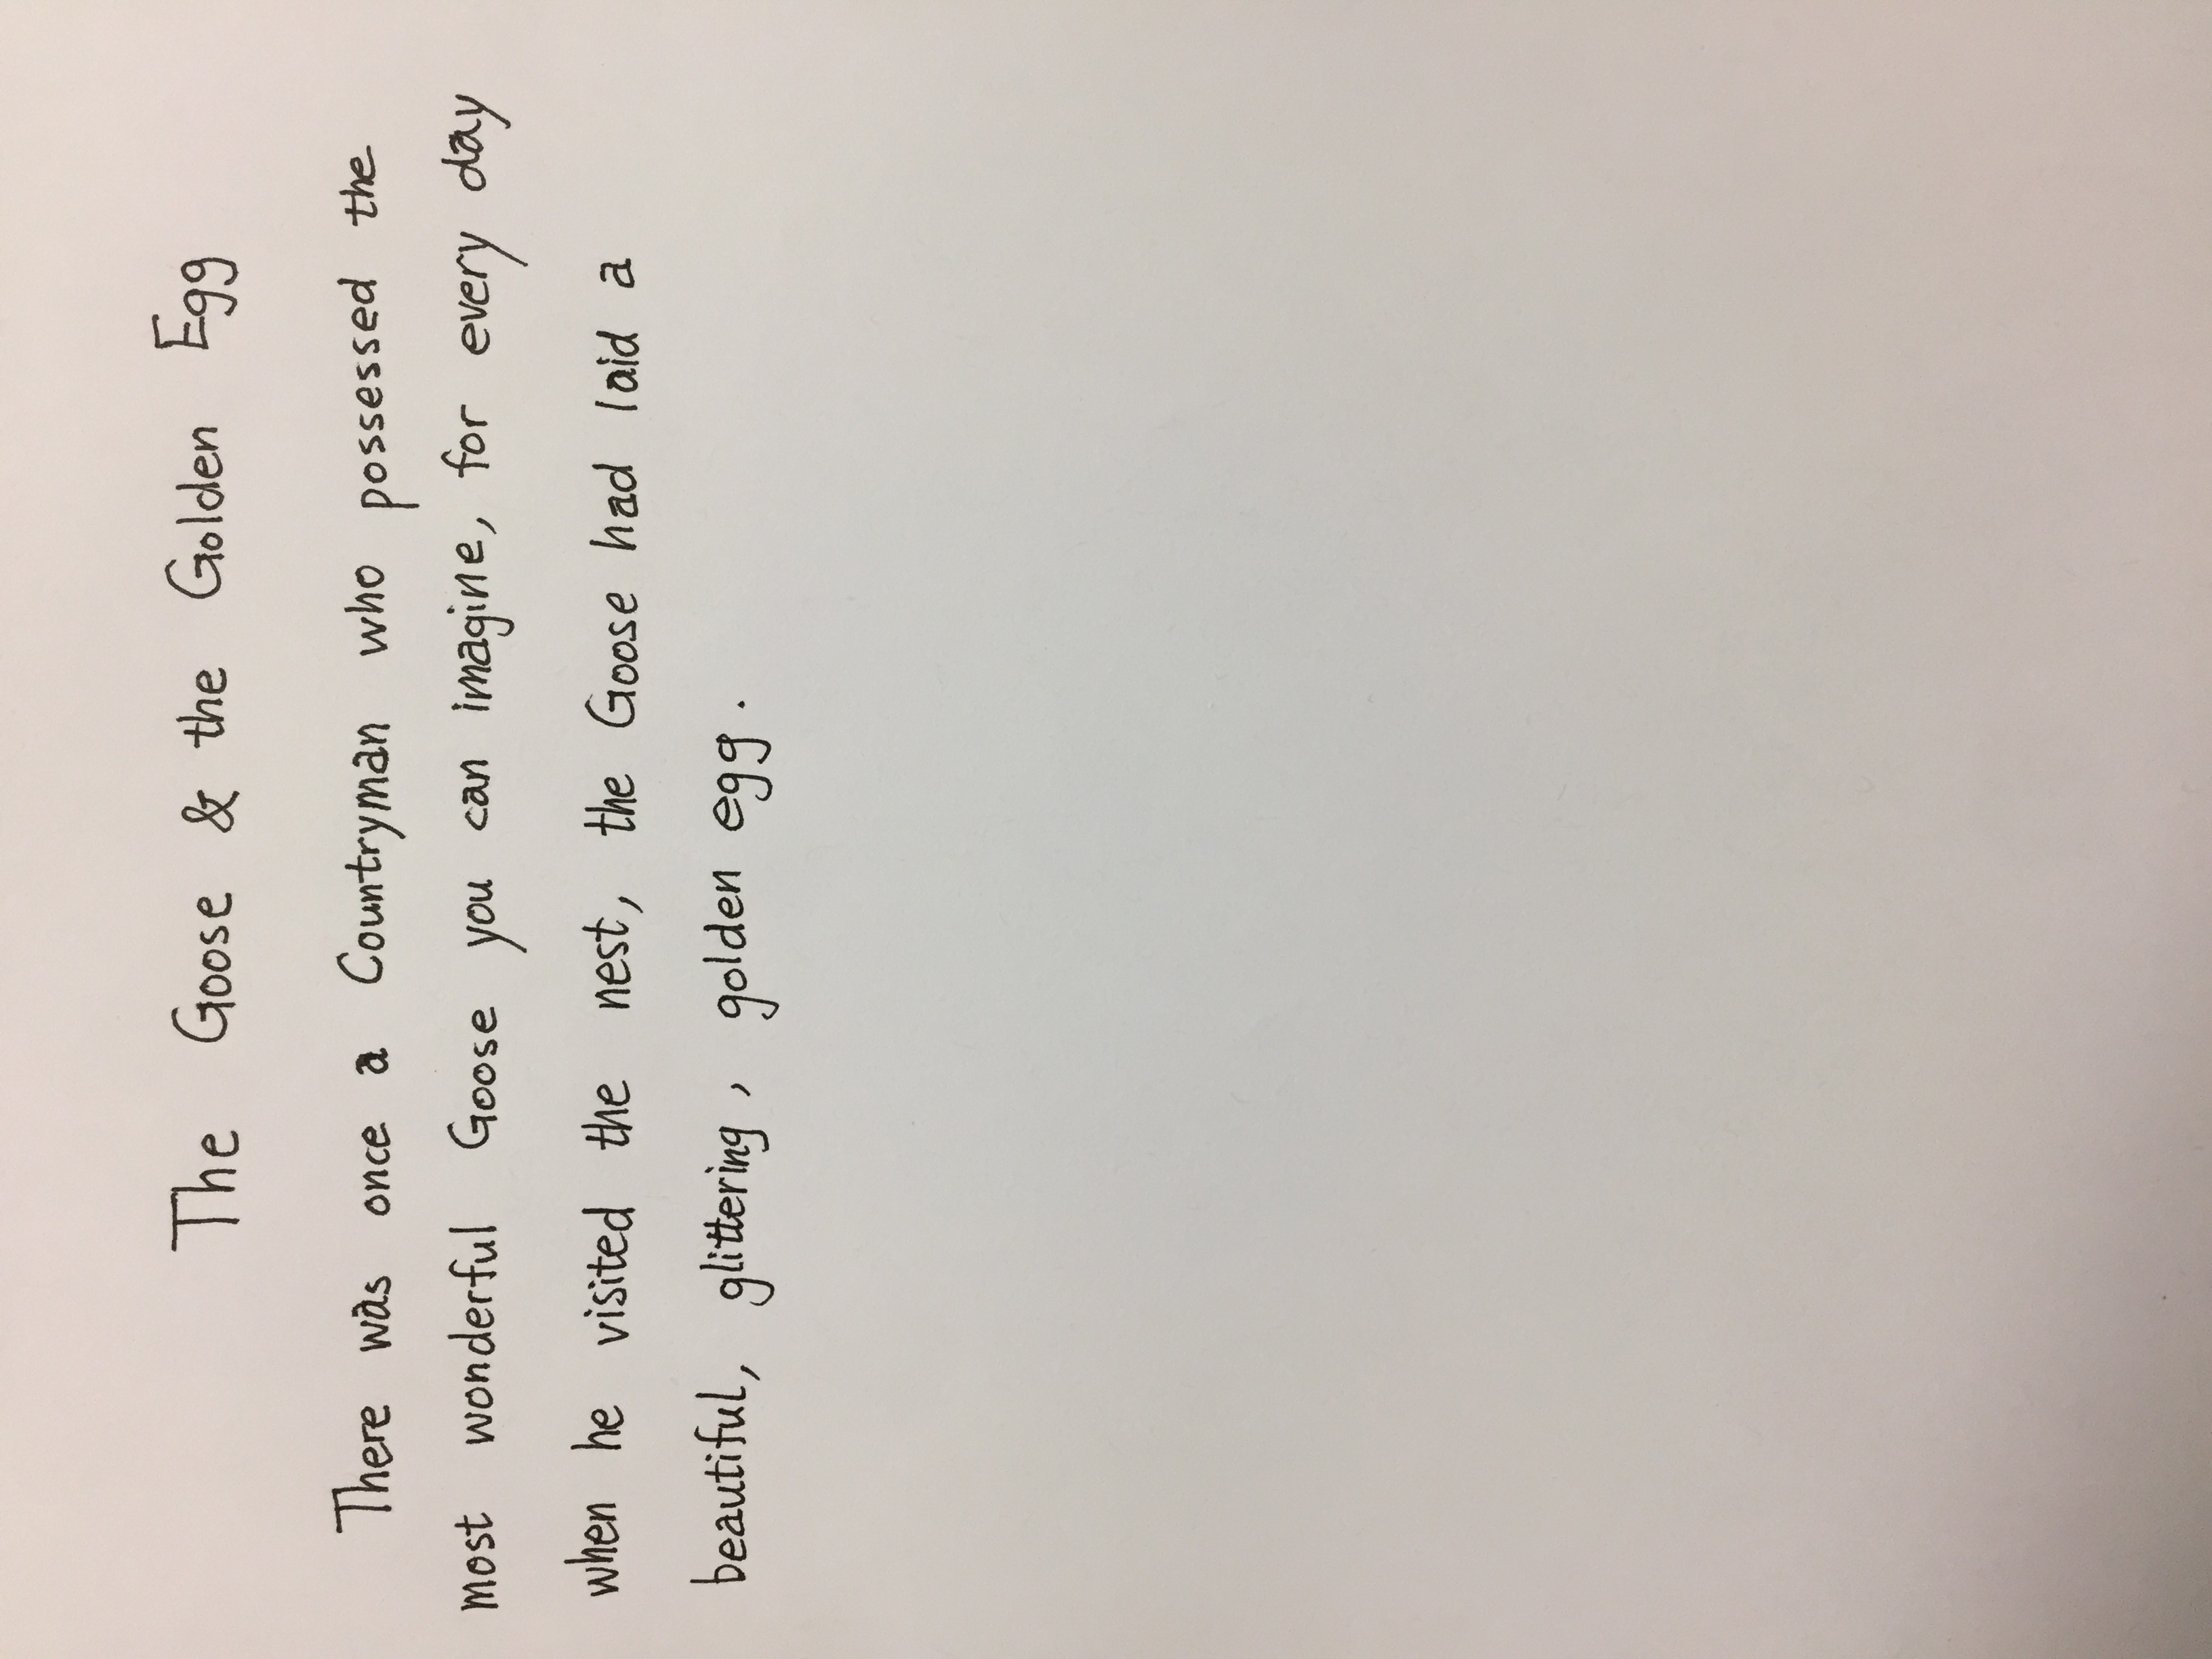 The Goose & the Golden Egg
There was once a Countryman who possessed the
most wonderful Goose you can imagine, for every day
when he visited the nest, the Goose had laid a
beautiful, glittering, golden egg.